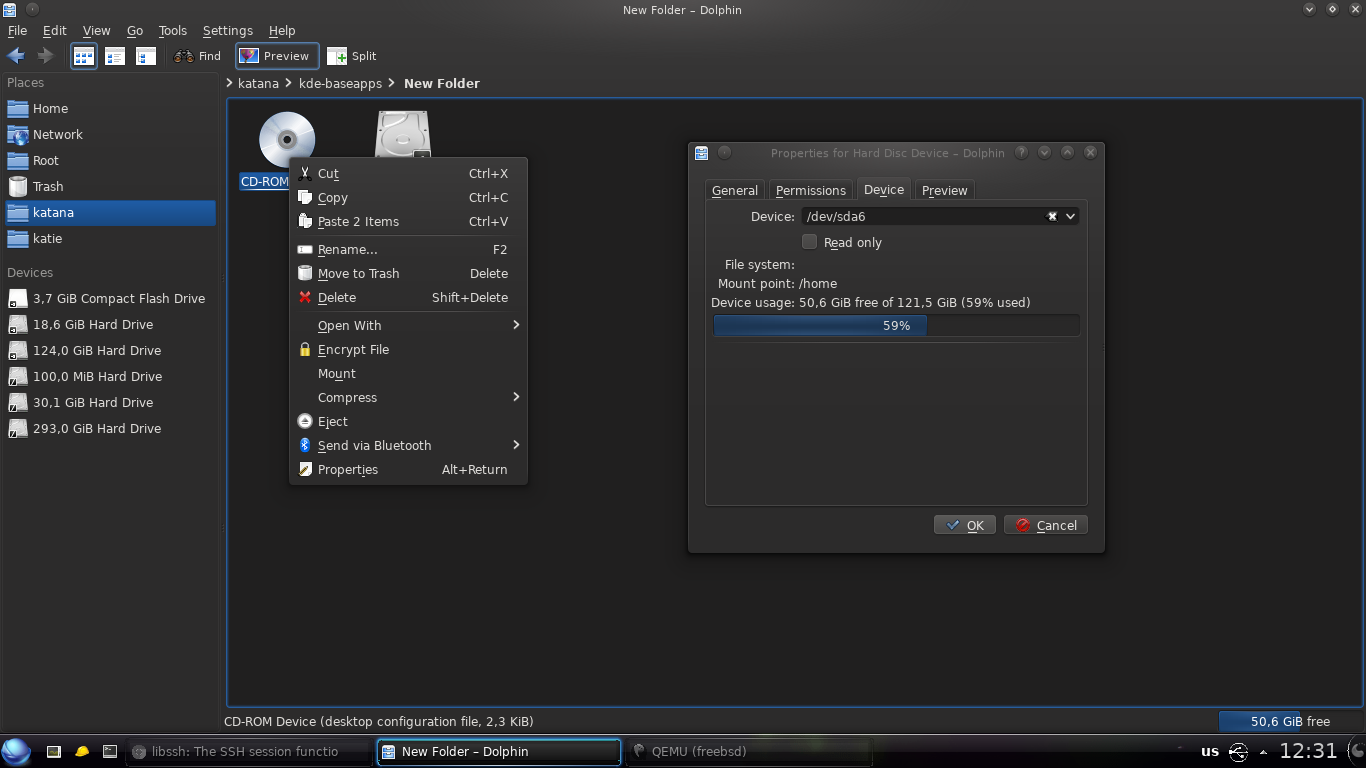 New Folder – Dolphin
File Edit View Go Tools Settings Help
Find Preview Split
Places
katana kde-baseapps New Folder
Home
Network
Root
Trash
katana
katie
Devices
3,7 GiB Compact Flash Drive
18,6 GiB Hard Drive
124,0 GiB Hard Drive
100,0 MiB Hard Drive
30,1 GiB Hard Drive
293,0 GiB Hard Drive
CD-ROM
Cut Ctrl+X
Copy Ctrl+C
Paste 2 Items Ctrl+V
Rename... F2
Move to Trash Delete
Delete Shift+Delete
Open With
Encrypt File
Mount
Compress
Eject
Send via Bluetooth
Properties Alt+Return
Properties for Hard Disc Device – Dolphin
General Permissions Device Preview
Device: /dev/sda6
Read only
File system:
Mount point: /home
Device usage: 50,6 GiB free of 121,5 GiB (59% used)
59%
OK Cancel
CD-ROM Device (desktop configuration file, 2,3 KiB)
50,6 GiB free
libssh: The SSH session functio
New Folder – Dolphin
QEMU (freebsd)
us
12:31